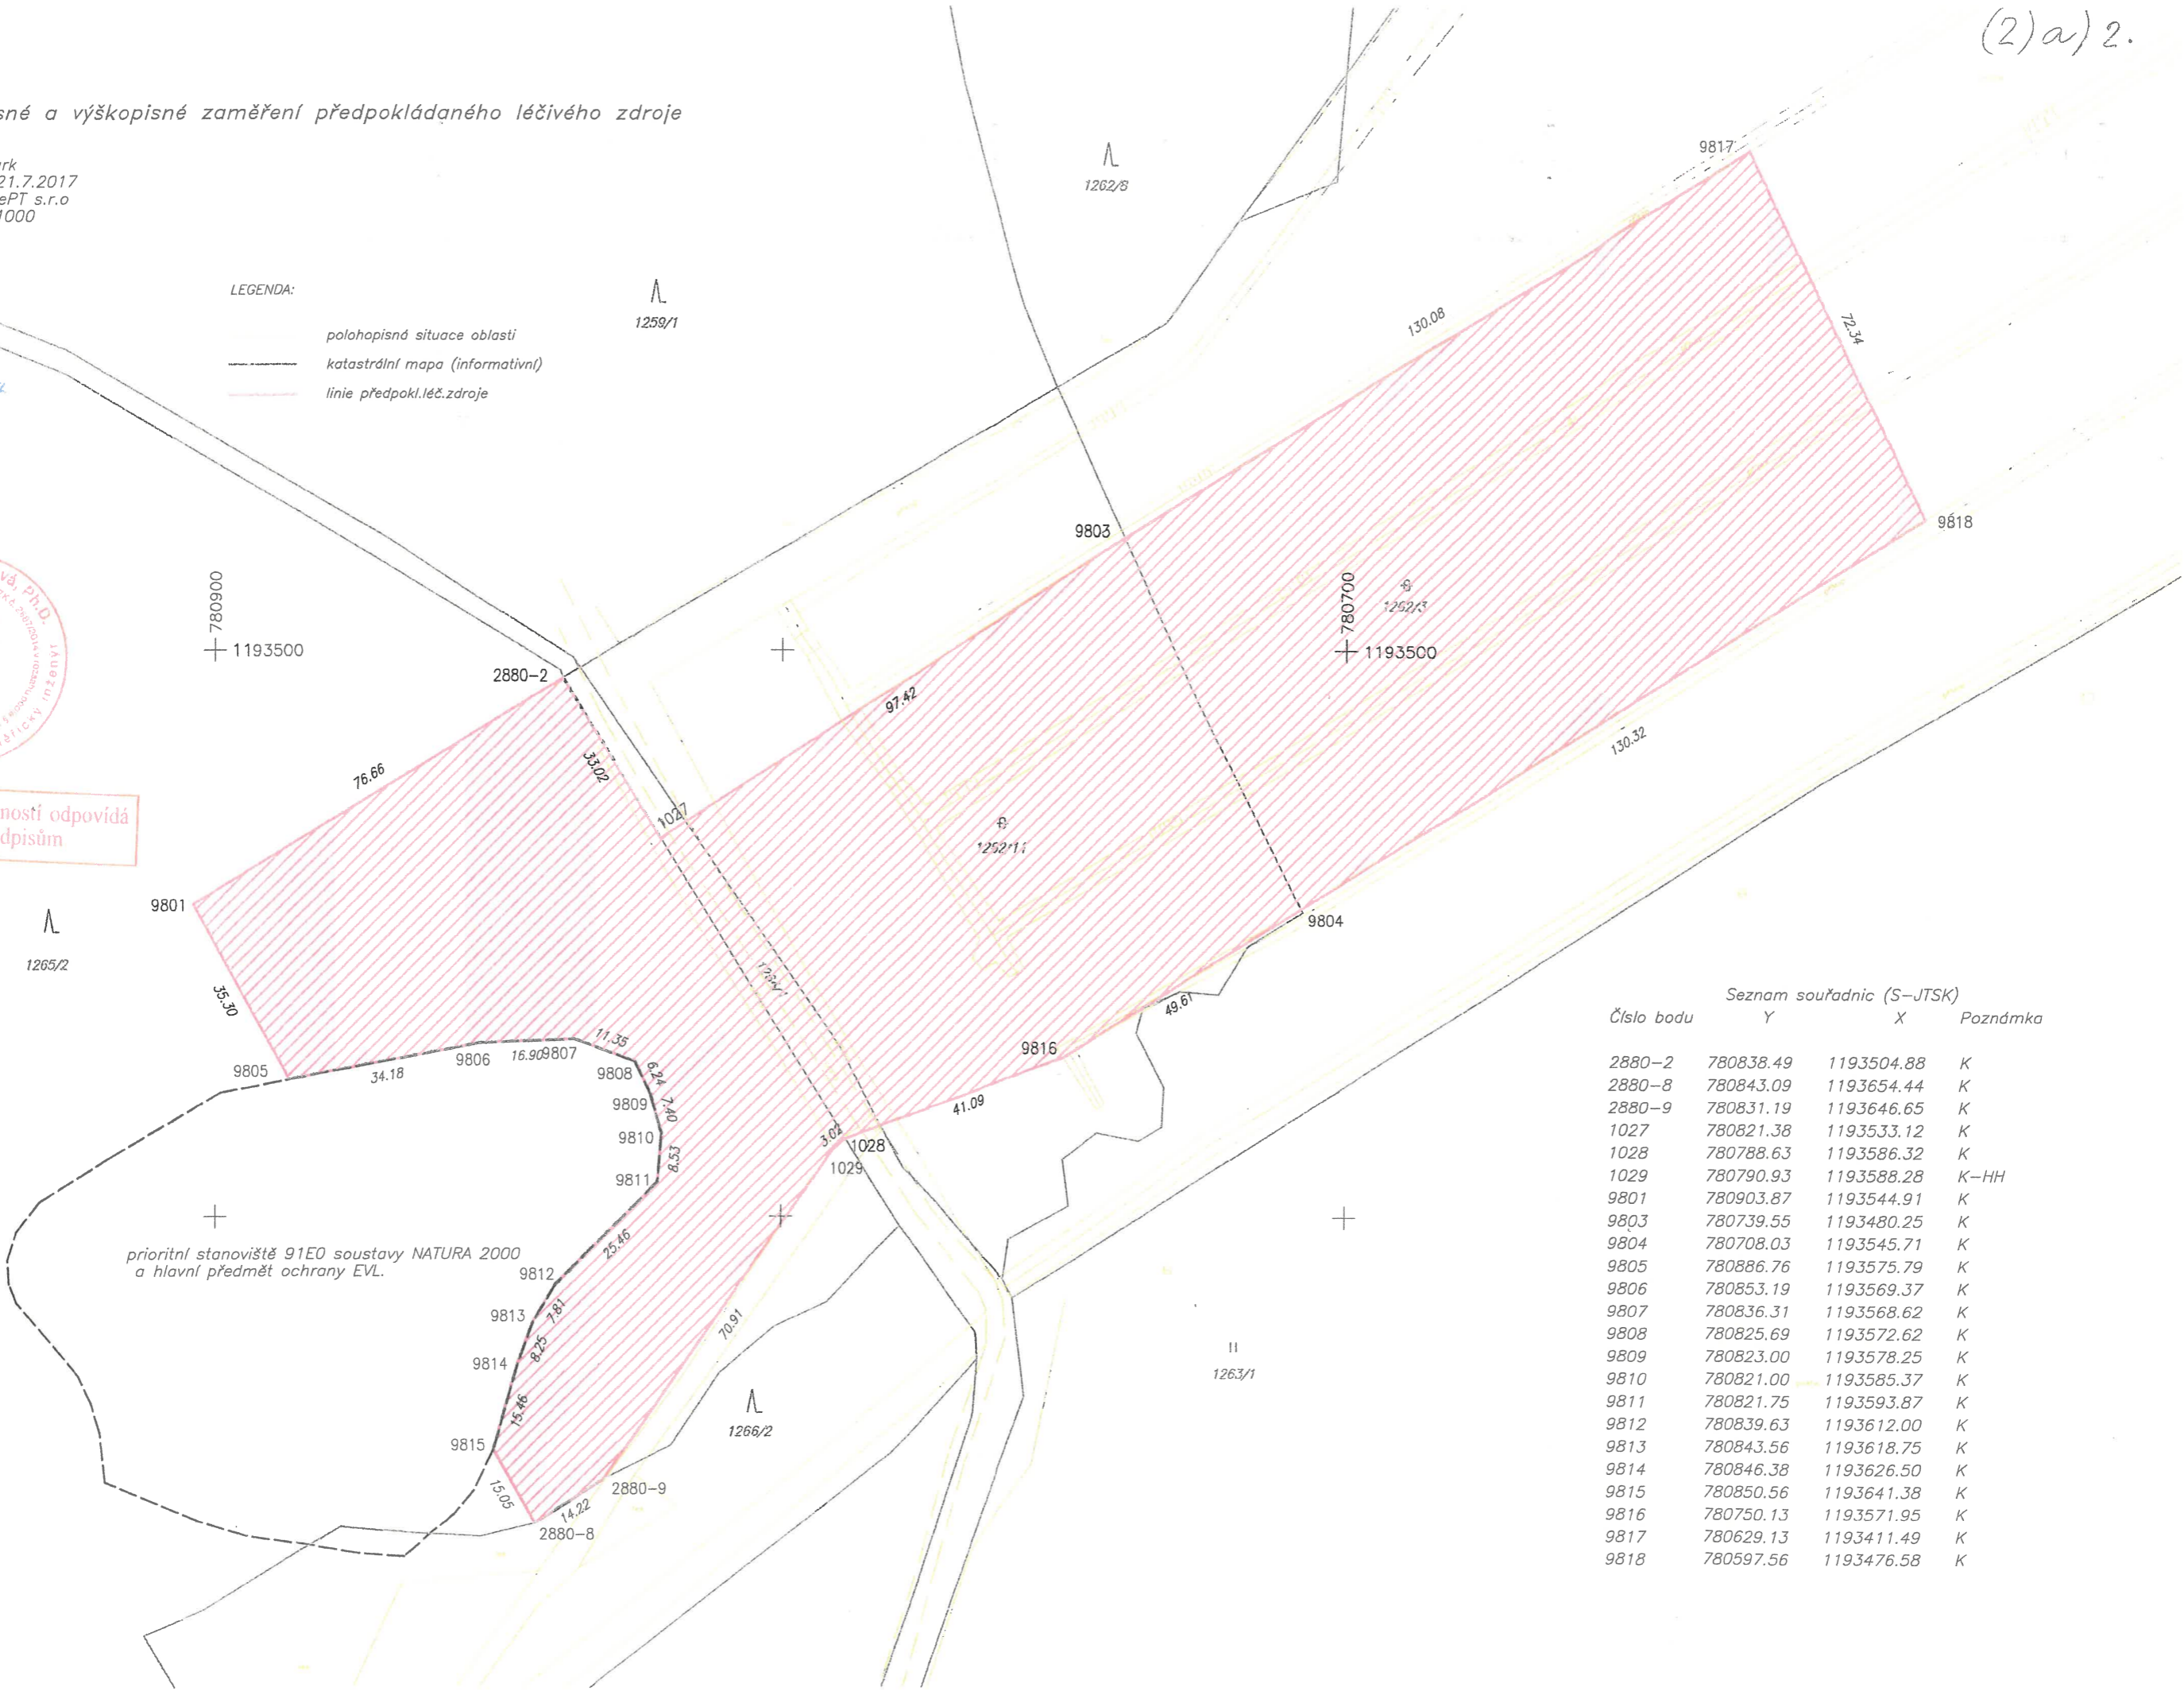 (2)a)2.
sné a výškopisné zaměření předpokládaného léčivého zdroje
rk
21.7.2017
ePT s.r.o
1000
LEGENDA:
polohopisná situace oblasti
katastrální mapa (informativní)
linie předpokl.léč.zdroje
1259/1
1262/8
9817
130.08
72.34
9818
9803
780700
1193500
1262/3
780900
1193500
2880-2
97.42
33.02
76.66
1027
1262/11
130.32
vá, Ph.D.
ností odpovídá
dpisům
9801
1265/2
35.30
9804
49.61
9816
41.09
9805
34.18
9806
16.90
9807
11.35
9808
6.24
9809
7.40
9810
8.53
9811
3.02
1028
1029
25.46
9812
7.81
9813
8.25
9814
15.46
9815
15.05
14.22
2880-8
2880-9
70.91
1266/2
II
1263/1
prioritní stanoviště 91E0 soustavy NATURA 2000
a hlavní předmět ochrany EVL.
Seznam souřadnic (S-JTSK)
Číslo bodu Y X Poznámka
2880-2 780838.49 1193504.88 K
2880-8 780843.09 1193654.44 K
2880-9 780831.19 1193646.65 K
1027 780821.38 1193533.12 K
1028 780788.63 1193586.32 K
1029 780790.93 1193588.28 K-HH
9801 780903.87 1193544.91 K
9803 780739.55 1193480.25 K
9804 780708.03 1193545.71 K
9805 780886.76 1193575.79 K
9806 780853.19 1193569.37 K
9807 780836.31 1193568.62 K
9808 780825.69 1193572.62 K
9809 780823.00 1193578.25 K
9810 780821.00 1193585.37 K
9811 780821.75 1193593.87 K
9812 780839.63 1193612.00 K
9813 780843.56 1193618.75 K
9814 780846.38 1193626.50 K
9815 780850.56 1193641.38 K
9816 780750.13 1193571.95 K
9817 780629.13 1193411.49 K
9818 780597.56 1193476.58 K